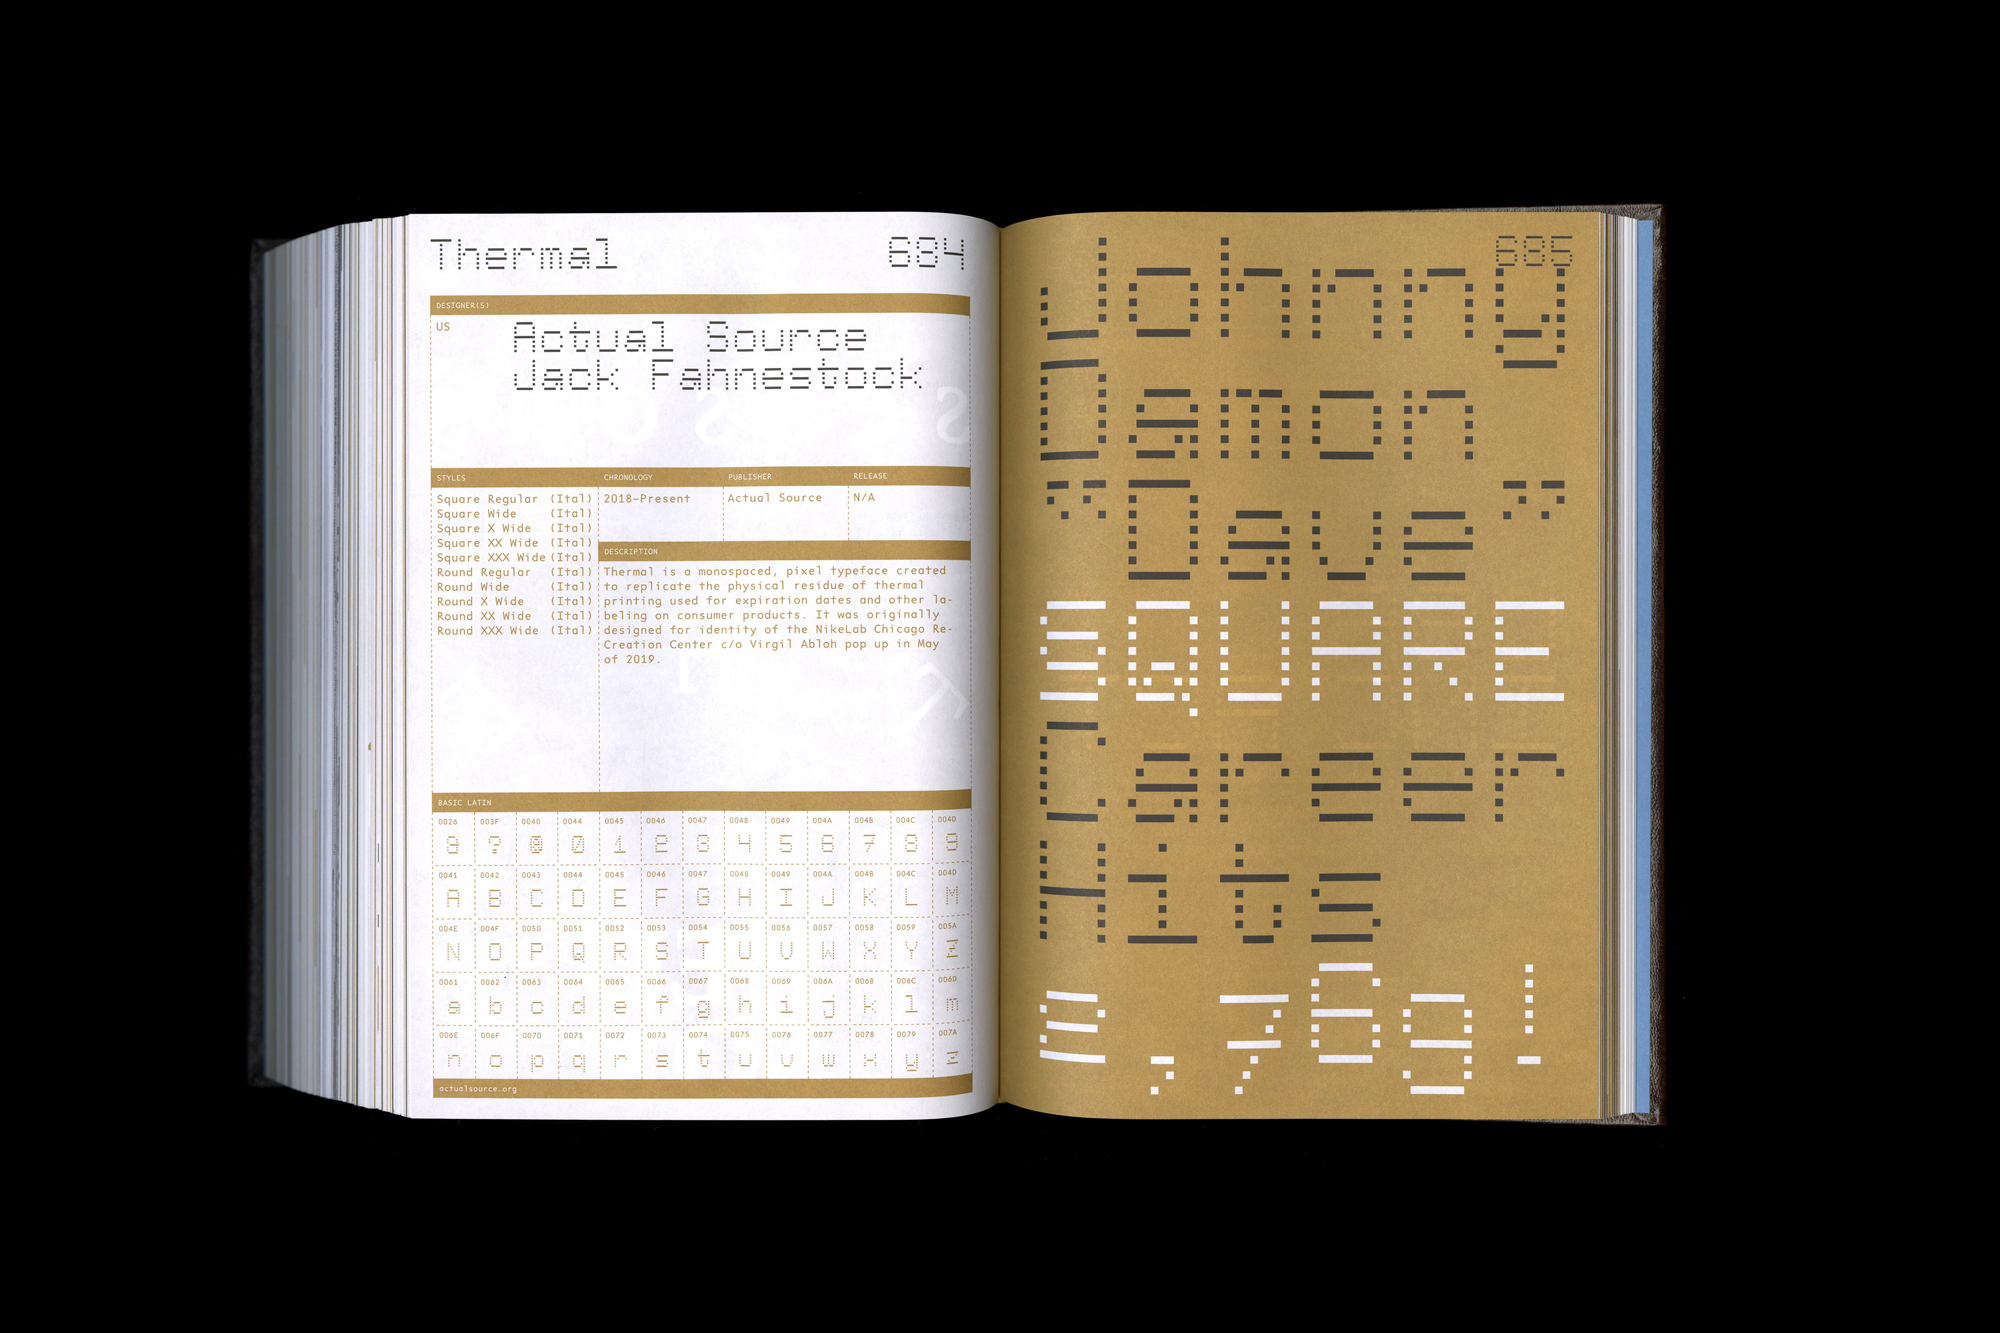 Thermal 684
DESIGNER(S)
US
Actual Source
Jack Fahnestock
STYLES
Square Regular (Ital)
Square Wide (Ital)
Square X Wide (Ital)
Square XX Wide (Ital)
Square XXX Wide (Ital)
Round Regular (Ital)
Round Wide (Ital)
Round X Wide (Ital)
Round XX Wide (Ital)
Round XXX Wide (Ital)
CHRONOLOGY
2018–Present
PUBLISHER
Actual Source
RELEASE
N/A
DESCRIPTION
Thermal is a monospaced, pixel typeface created
to replicate the physical residue of thermal
printing used for expiration dates and other la-
beling on consumer products. It was originally
designed for identity of the NikeLab Chicago Re-
Creation Center c/o Virgil Abloh pop up in May
of 2019.
BASIC LATIN
0026 003F 0040 0044 0045 0046 0047 0048 0049 004A 004B 004C 004D
& ? @ 0 1 2 3 4 5 6 7 8 9
0041 0042 0043 0044 0045 0046 0047 0048 0049 004A 004B 004C 004D
A B C D E F G H I J K L M
004E 004F 0050 0051 0052 0053 0054 0055 0056 0057 0058 0059 005A
N O P Q R S T U V W X Y Z
0061 0062 0063 0064 0065 0066 0067 0068 0069 006A 006B 006C 006D
a b c d e f g h i j k l m
006E 006F 0070 0071 0072 0073 0074 0075 0076 0077 0078 0079 007A
n o p q r s t u v w x y z
actualsource.org
685
Johnny
Damon
“Dave”
SQUARE
Career
Hits
2,769!